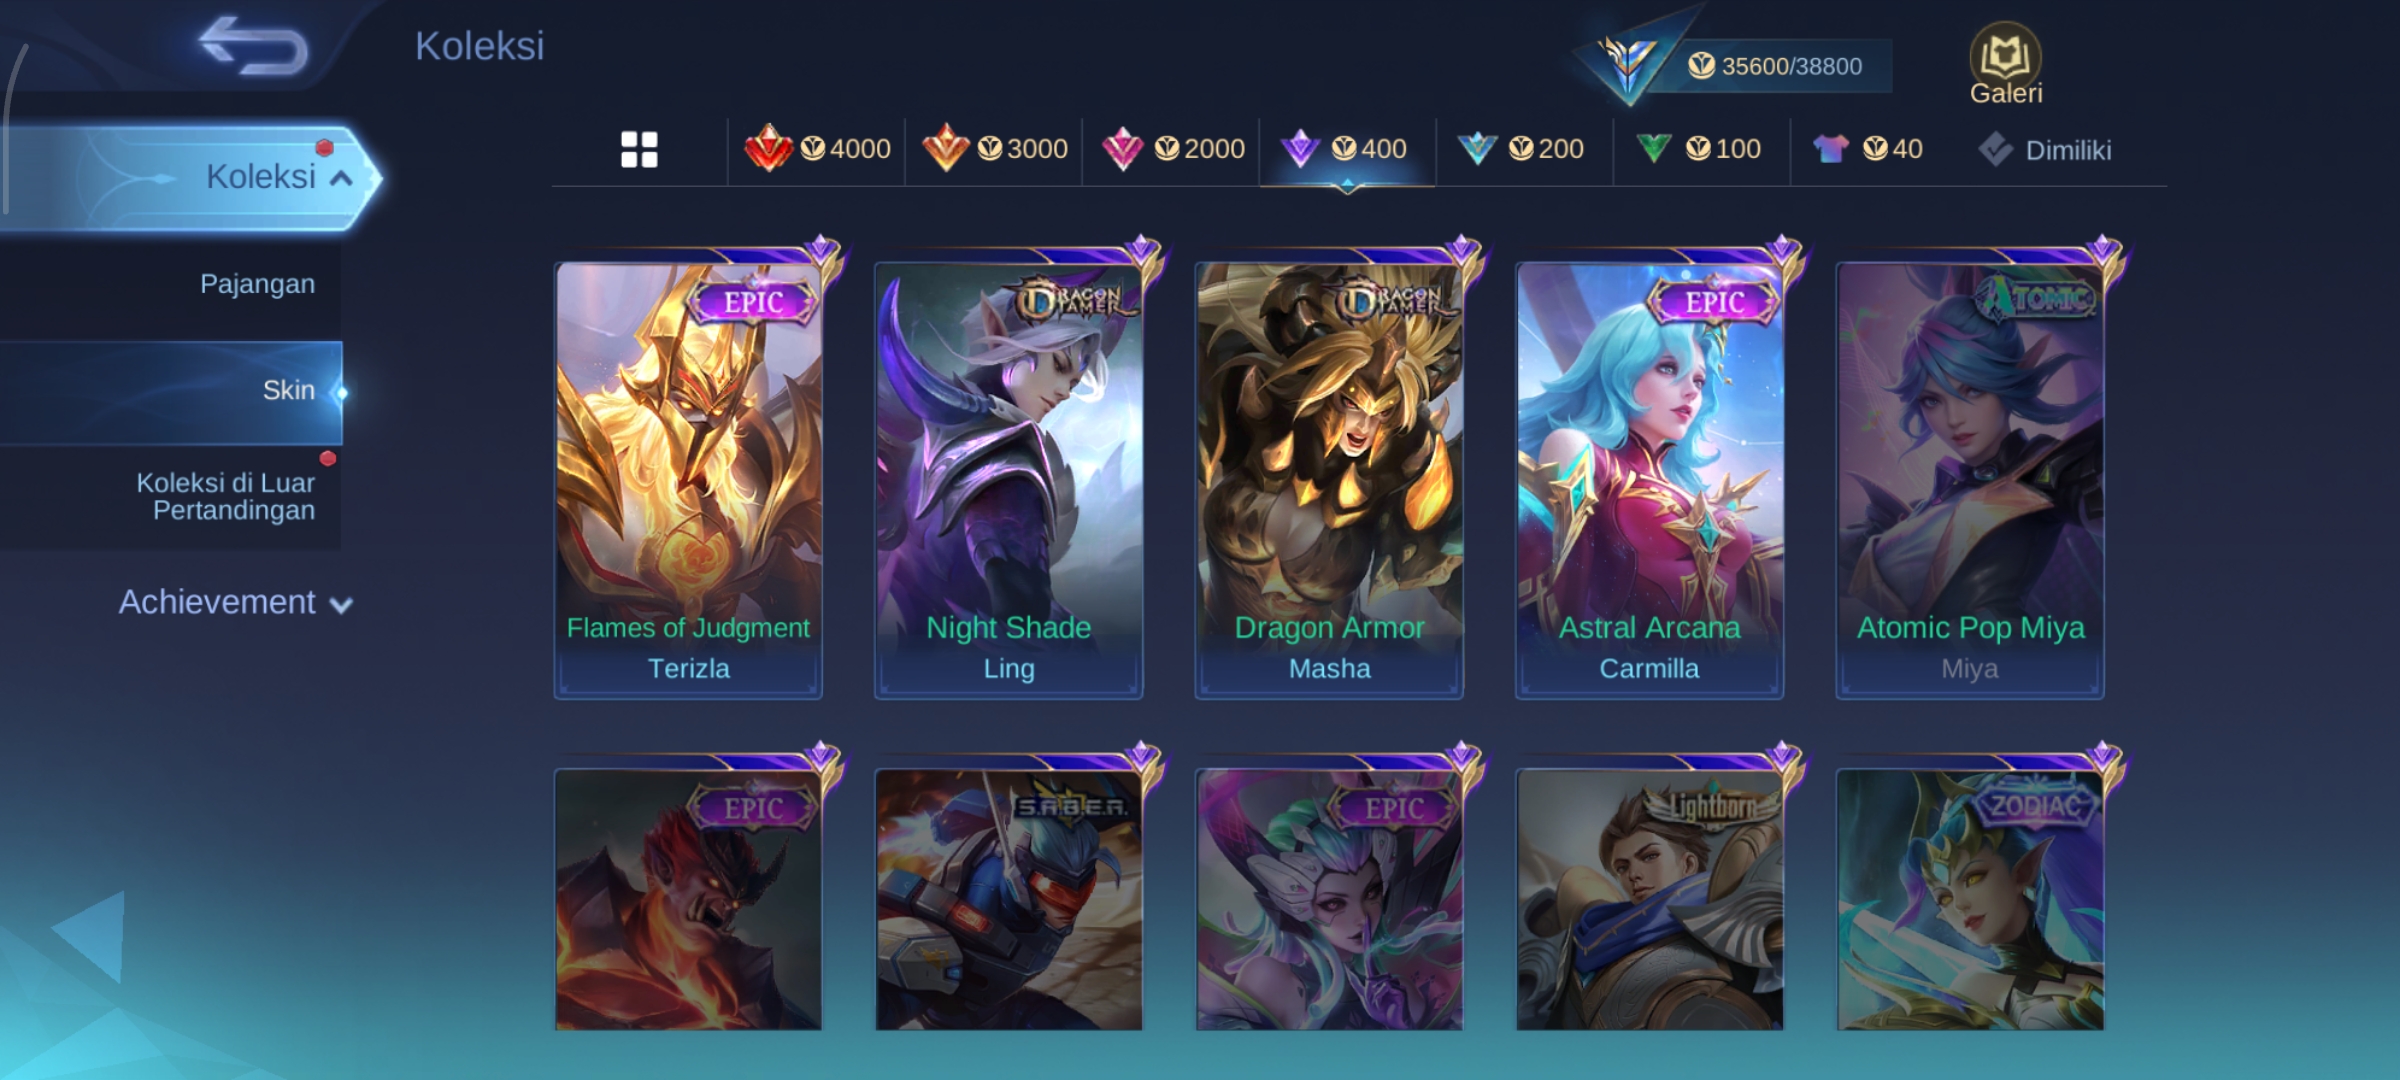 Koleksi
35600/38800
Galeri
4000
3000
2000
400
200
100
40
Dimiliki
Koleksi
Pajangan
Skin
Koleksi di Luar
Pertandingan
Achievement
EPIC
Flames of Judgment
Terizla
DRAGON
TAMER
Night Shade
Ling
DRAGON
TAMER
Dragon Armor
Masha
EPIC
Astral Arcana
Carmilla
ATOMIC
Atomic Pop Miya
Miya
EPIC
S.A.B.E.R.
EPIC
Lightborn
ZODIAC